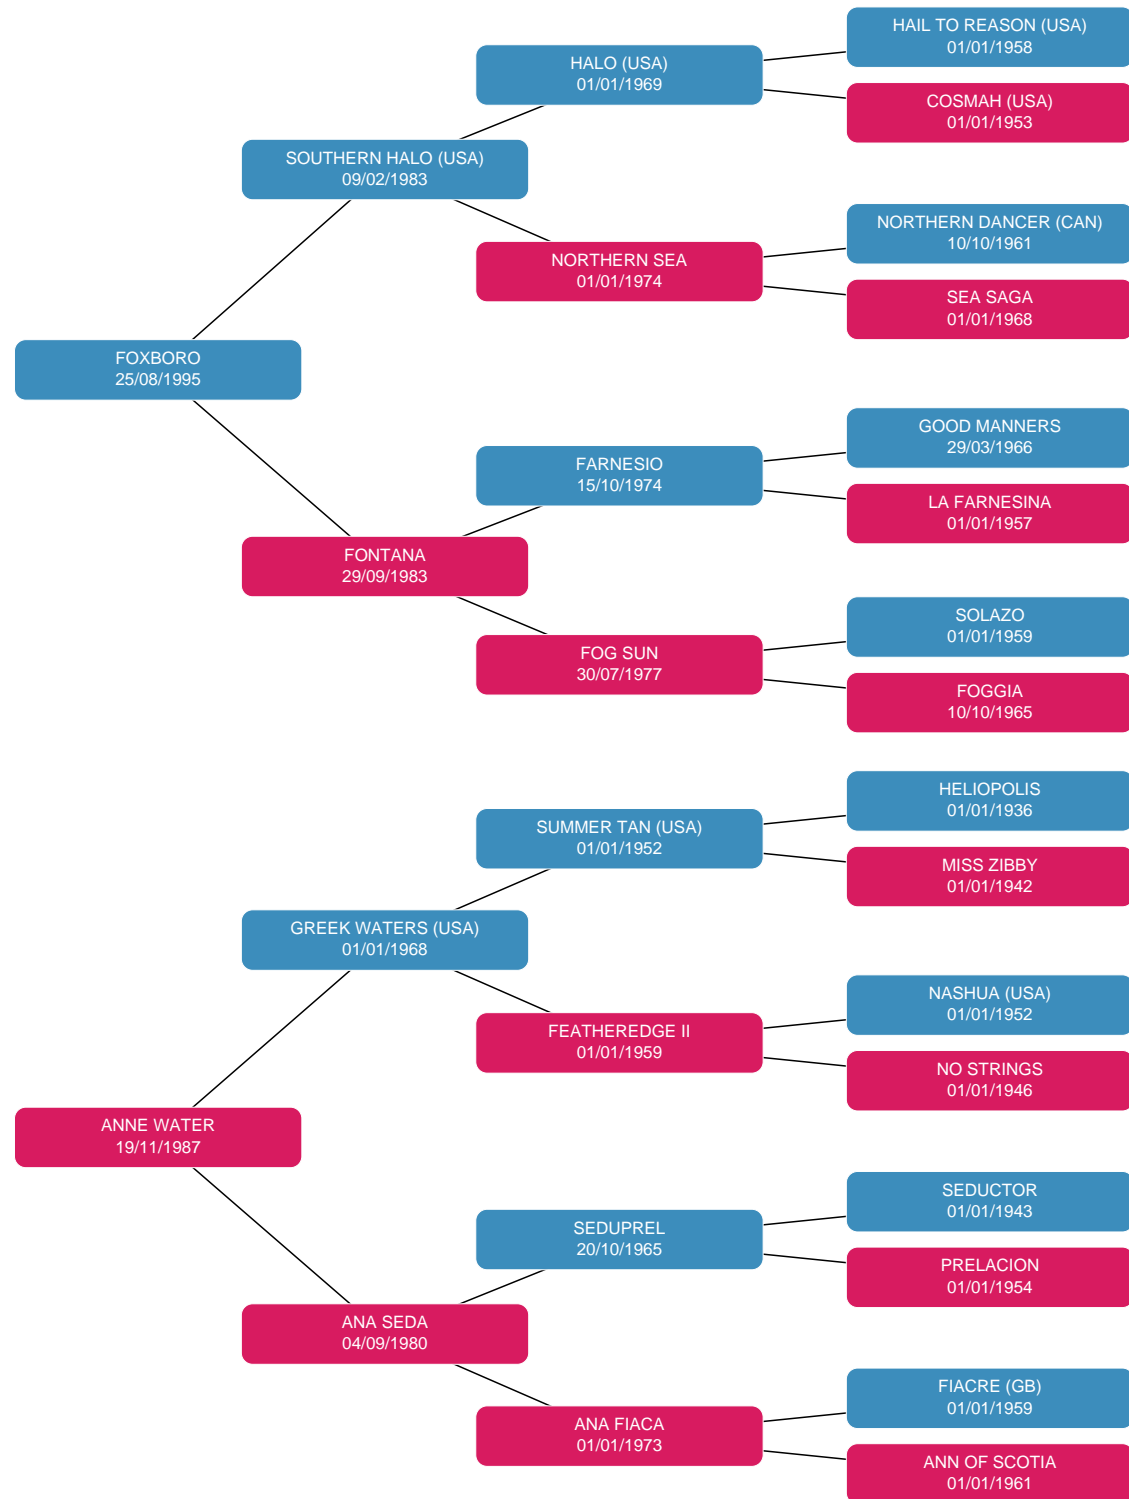 HAIL TO REASON (USA)
01/01/1958
HALO (USA)
01/01/1969
COSMAH (USA)
01/01/1953
SOUTHERN HALO (USA)
09/02/1983
NORTHERN DANCER (CAN)
10/10/1961
NORTHERN SEA
01/01/1974
SEA SAGA
01/01/1968
FOXBORO
25/08/1995
GOOD MANNERS
29/03/1966
FARNESIO
15/10/1974
LA FARNESINA
01/01/1957
FONTANA
29/09/1983
SOLAZO
01/01/1959
FOG SUN
30/07/1977
FOGGIA
10/10/1965
HELIOPOLIS
01/01/1936
SUMMER TAN (USA)
01/01/1952
MISS ZIBBY
01/01/1942
GREEK WATERS (USA)
01/01/1968
NASHUA (USA)
01/01/1952
FEATHEREDGE II
01/01/1959
NO STRINGS
01/01/1946
ANNE WATER
19/11/1987
SEDUCTOR
01/01/1943
SEDUPREL
20/10/1965
PRELACION
01/01/1954
ANA SEDA
04/09/1980
FIACRE (GB)
01/01/1959
ANA FIACA
01/01/1973
ANN OF SCOTIA
01/01/1961